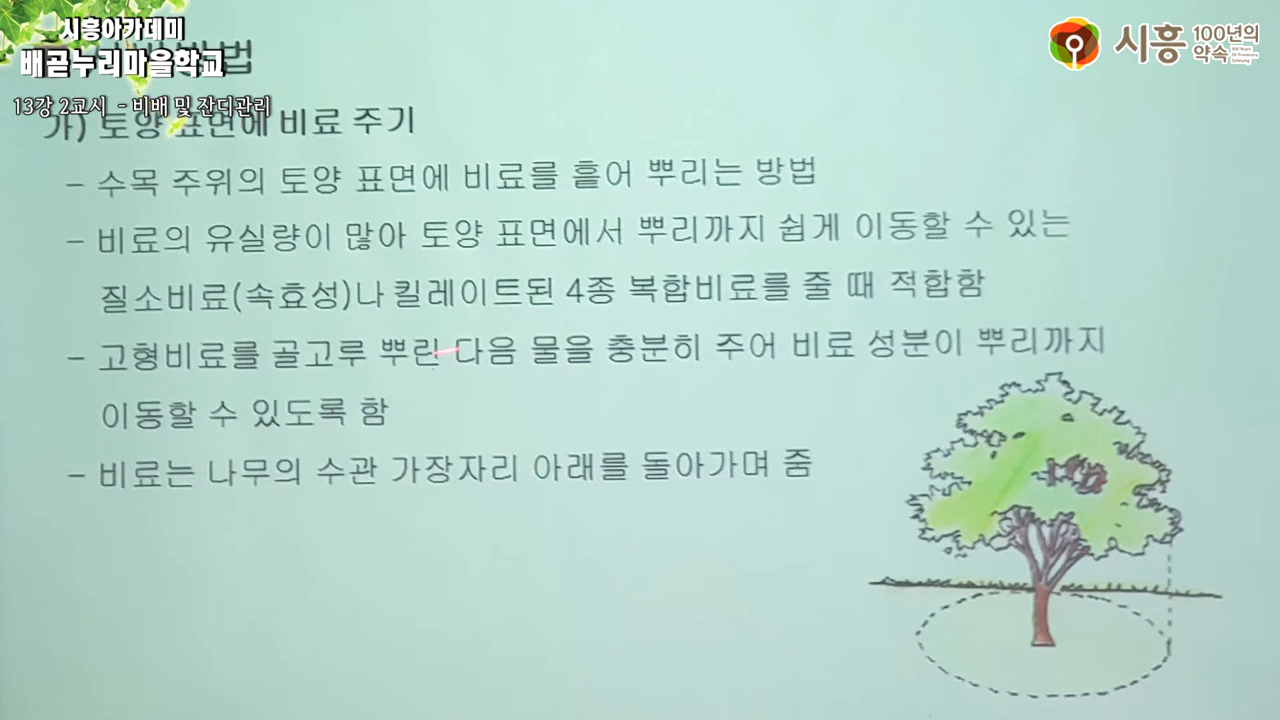 시흥아카데미
배곧누리마을학교
13강 2교시 - 비배 및 잔디관리
시흥 100년의 약속
법
가) 토양 표면에 비료 주기
- 수목 주위의 토양 표면에 비료를 흩어 뿌리는 방법
- 비료의 유실량이 많아 토양 표면에서 뿌리까지 쉽게 이동할 수 있는
질소비료(속효성)나 킬레이트된 4종 복합비료를 줄 때 적합함
- 고형비료를 골고루 뿌린 다음 물을 충분히 주어 비료 성분이 뿌리까지
이동할 수 있도록 함
- 비료는 나무의 수관 가장자리 아래를 돌아가며 줌